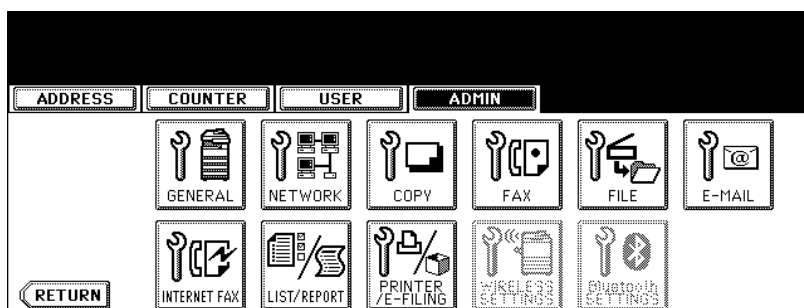 ADDRESS COUNTER USER ADMIN
GENERAL NETWORK COPY FAX FILE E-MAIL
INTERNET FAX LIST/REPORT PRINTER
/E-FILING WIRELESS
SETTINGS Bluetooth
SETTINGS
RETURN